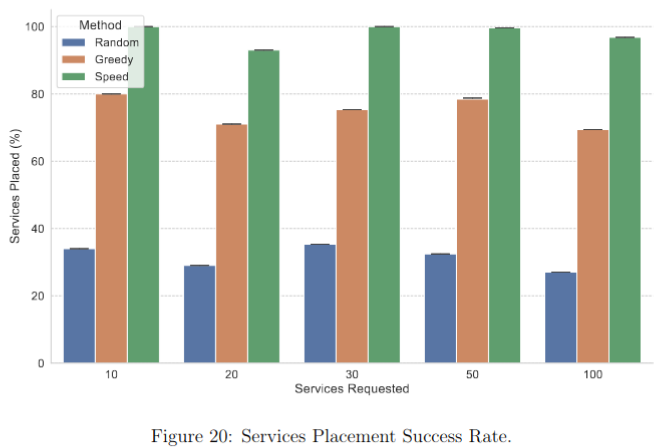 Method
Random
Greedy
Speed
100
80
60
40
20
0
Services Placed (%)
10 20 30 50 100
Services Requested
Figure 20: Services Placement Success Rate.